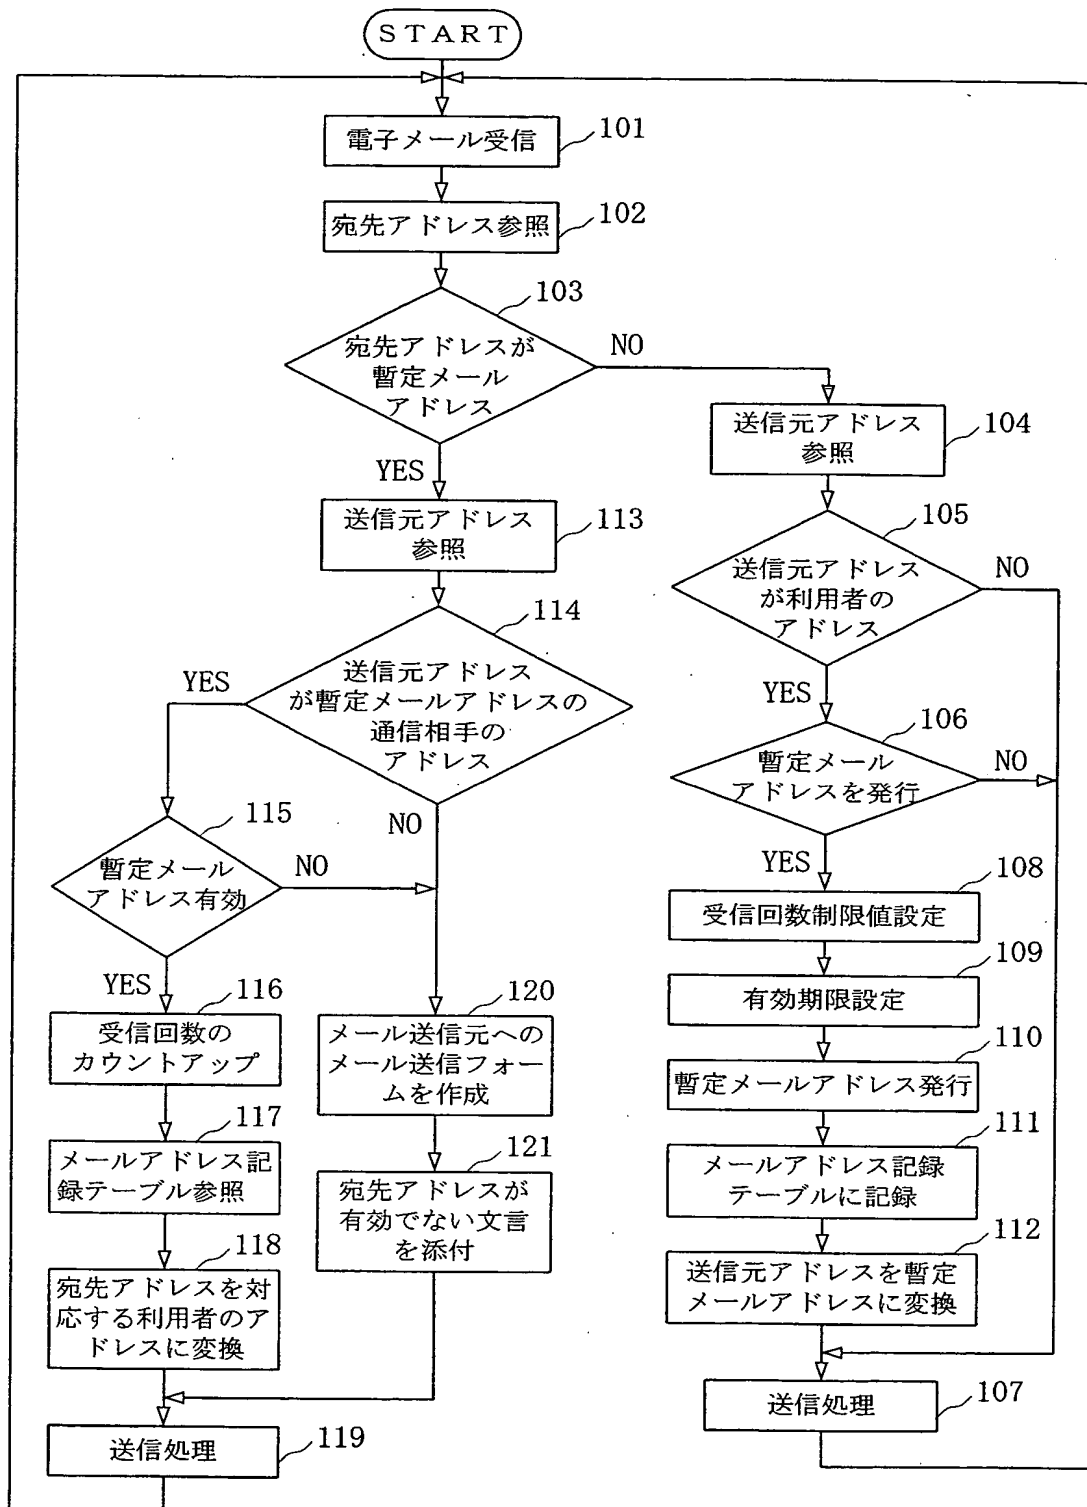 START
電子メール受信
101
宛先アドレス参照
102
103
宛先アドレスが
暫定メール
アドレス
NO
YES
送信元アドレス
参照
104
105
送信元アドレス
が利用者の
アドレス
NO
YES
106
暫定メール
アドレスを発行
NO
YES
108
受信回数制限値設定
109
有効期限設定
110
暫定メールアドレス発行
111
メールアドレス記録
テーブルに記録
112
送信元アドレスを暫定
メールアドレスに変換
送信処理
107
送信元アドレス
参照
113
114
送信元アドレス
が暫定メールアドレスの
通信相手の
アドレス
YES
NO
115
暫定メール
アドレス有効
NO
YES
116
受信回数の
カウントアップ
117
メールアドレス記
録テーブル参照
118
宛先アドレスを対
応する利用者のア
ドレスに変換
120
メール送信元への
メール送信フォー
ムを作成
121
宛先アドレスが
有効でない文言
を添付
送信処理
119